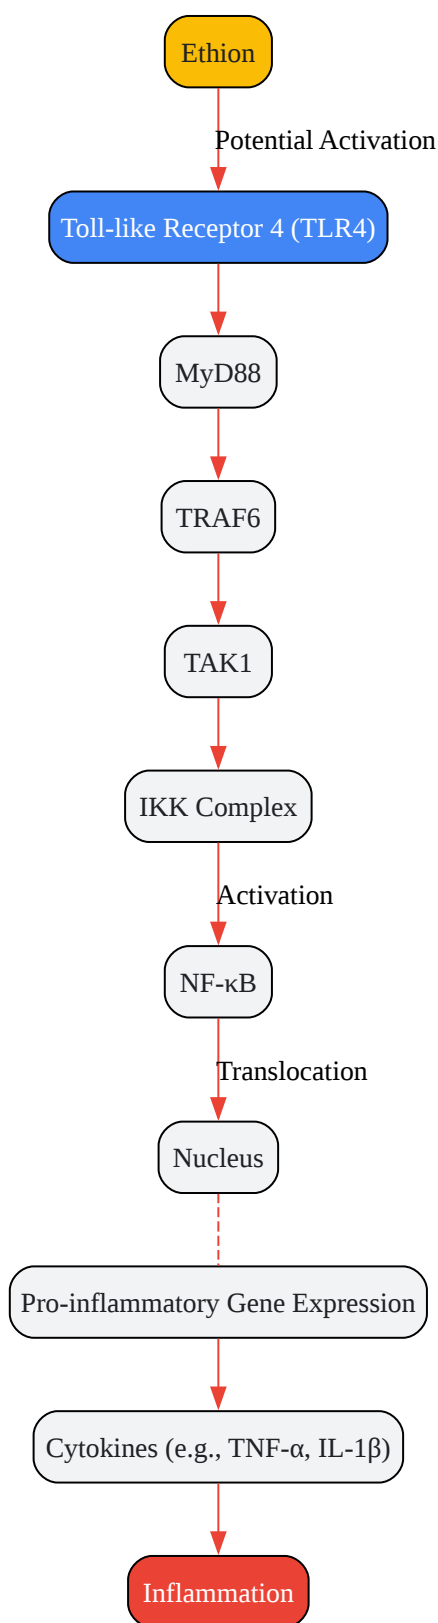 Ethion
Potential Activation
Toll-like Receptor 4 (TLR4)
MyD88
TRAF6
TAK1
IKK Complex
Activation
NF-κB
Translocation
Nucleus
Pro-inflammatory Gene Expression
Cytokines (e.g., TNF-α, IL-1β)
Inflammation